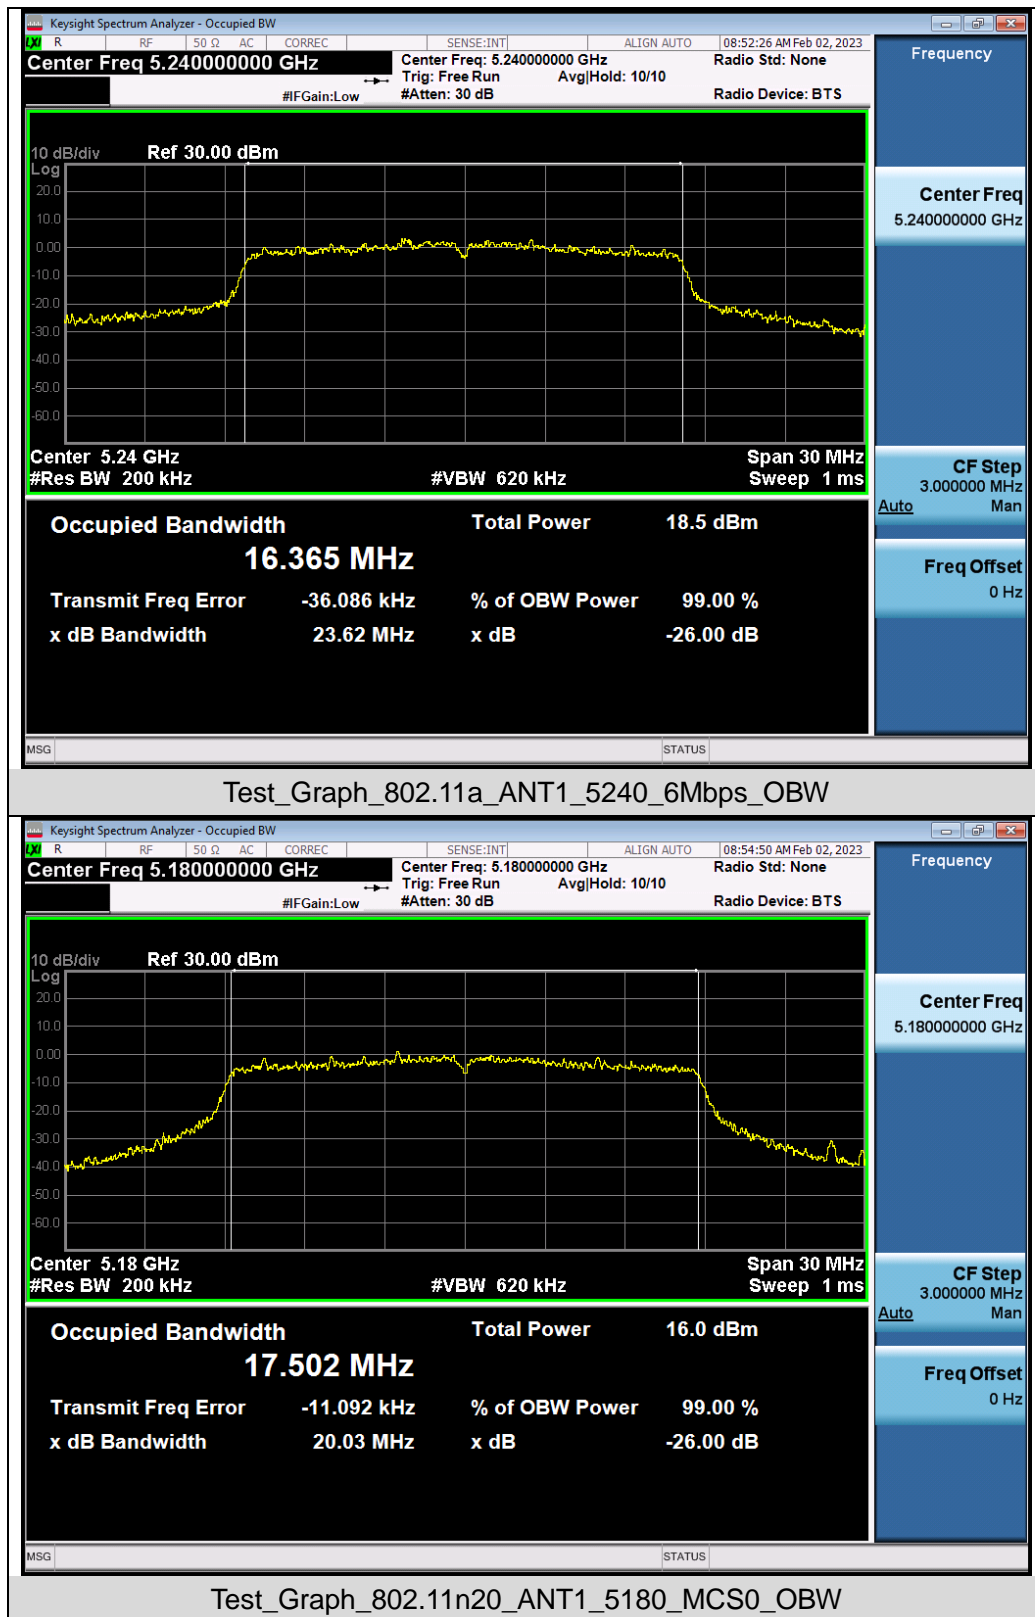 Keysight Spectrum Analyzer - Occupied BW
LXI R RF 50 Ω AC CORREC SENSE:INT ALIGN AUTO 08:52:26 AM Feb 02, 2023
Center Freq 5.240000000 GHz Center Freq: 5.240000000 GHz Radio Std: None Frequency
Trig: Free Run Avg|Hold: 10/10
#IFGain:Low #Atten: 30 dB Radio Device: BTS
10 dB/div Ref 30.00 dBm
Log
20.0
10.0
0.00
-10.0
-20.0
-30.0
-40.0
-50.0
-60.0
Center Freq
5.240000000 GHz
Center 5.24 GHz Span 30 MHz
#Res BW 200 kHz #VBW 620 kHz Sweep 1 ms
CF Step
3.000000 MHz
Auto Man
Occupied Bandwidth Total Power 18.5 dBm
16.365 MHz
Freq Offset
0 Hz
Transmit Freq Error -36.086 kHz % of OBW Power 99.00 %
x dB Bandwidth 23.62 MHz x dB -26.00 dB
MSG STATUS
Test_Graph_802.11a_ANT1_5240_6Mbps_OBW
Keysight Spectrum Analyzer - Occupied BW
LXI R RF 50 Ω AC CORREC SENSE:INT ALIGN AUTO 08:54:50 AM Feb 02, 2023
Center Freq 5.180000000 GHz Center Freq: 5.180000000 GHz Radio Std: None Frequency
Trig: Free Run Avg|Hold: 10/10
#IFGain:Low #Atten: 30 dB Radio Device: BTS
10 dB/div Ref 30.00 dBm
Log
20.0
10.0
0.00
-10.0
-20.0
-30.0
-40.0
-50.0
-60.0
Center Freq
5.180000000 GHz
Center 5.18 GHz Span 30 MHz
#Res BW 200 kHz #VBW 620 kHz Sweep 1 ms
CF Step
3.000000 MHz
Auto Man
Occupied Bandwidth Total Power 16.0 dBm
17.502 MHz
Freq Offset
0 Hz
Transmit Freq Error -11.092 kHz % of OBW Power 99.00 %
x dB Bandwidth 20.03 MHz x dB -26.00 dB
MSG STATUS
Test_Graph_802.11n20_ANT1_5180_MCS0_OBW